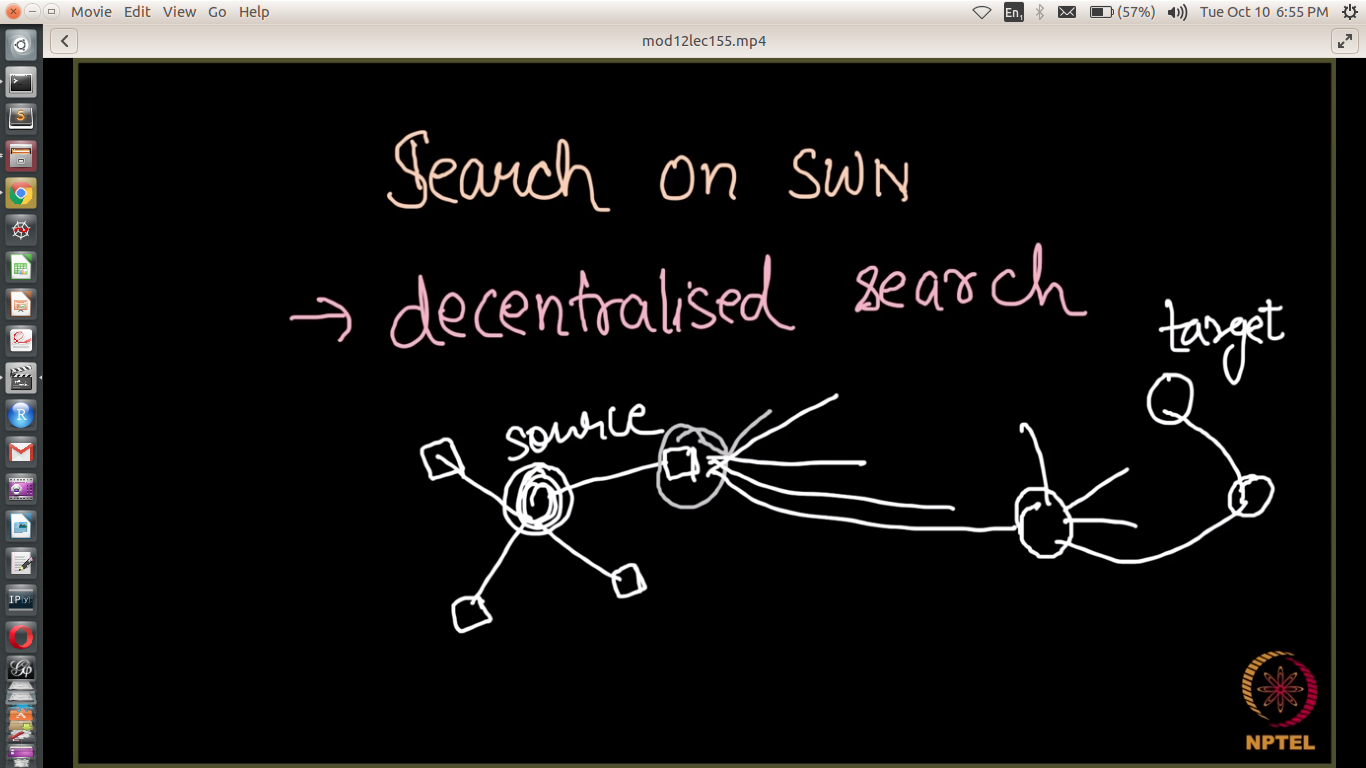 Movie Edit View Go Help En1 (57%) Tue Oct 10 6:55 PM
mod12lec155.mp4
Search on SWN
→ decentralised search
target
source
NPTEL